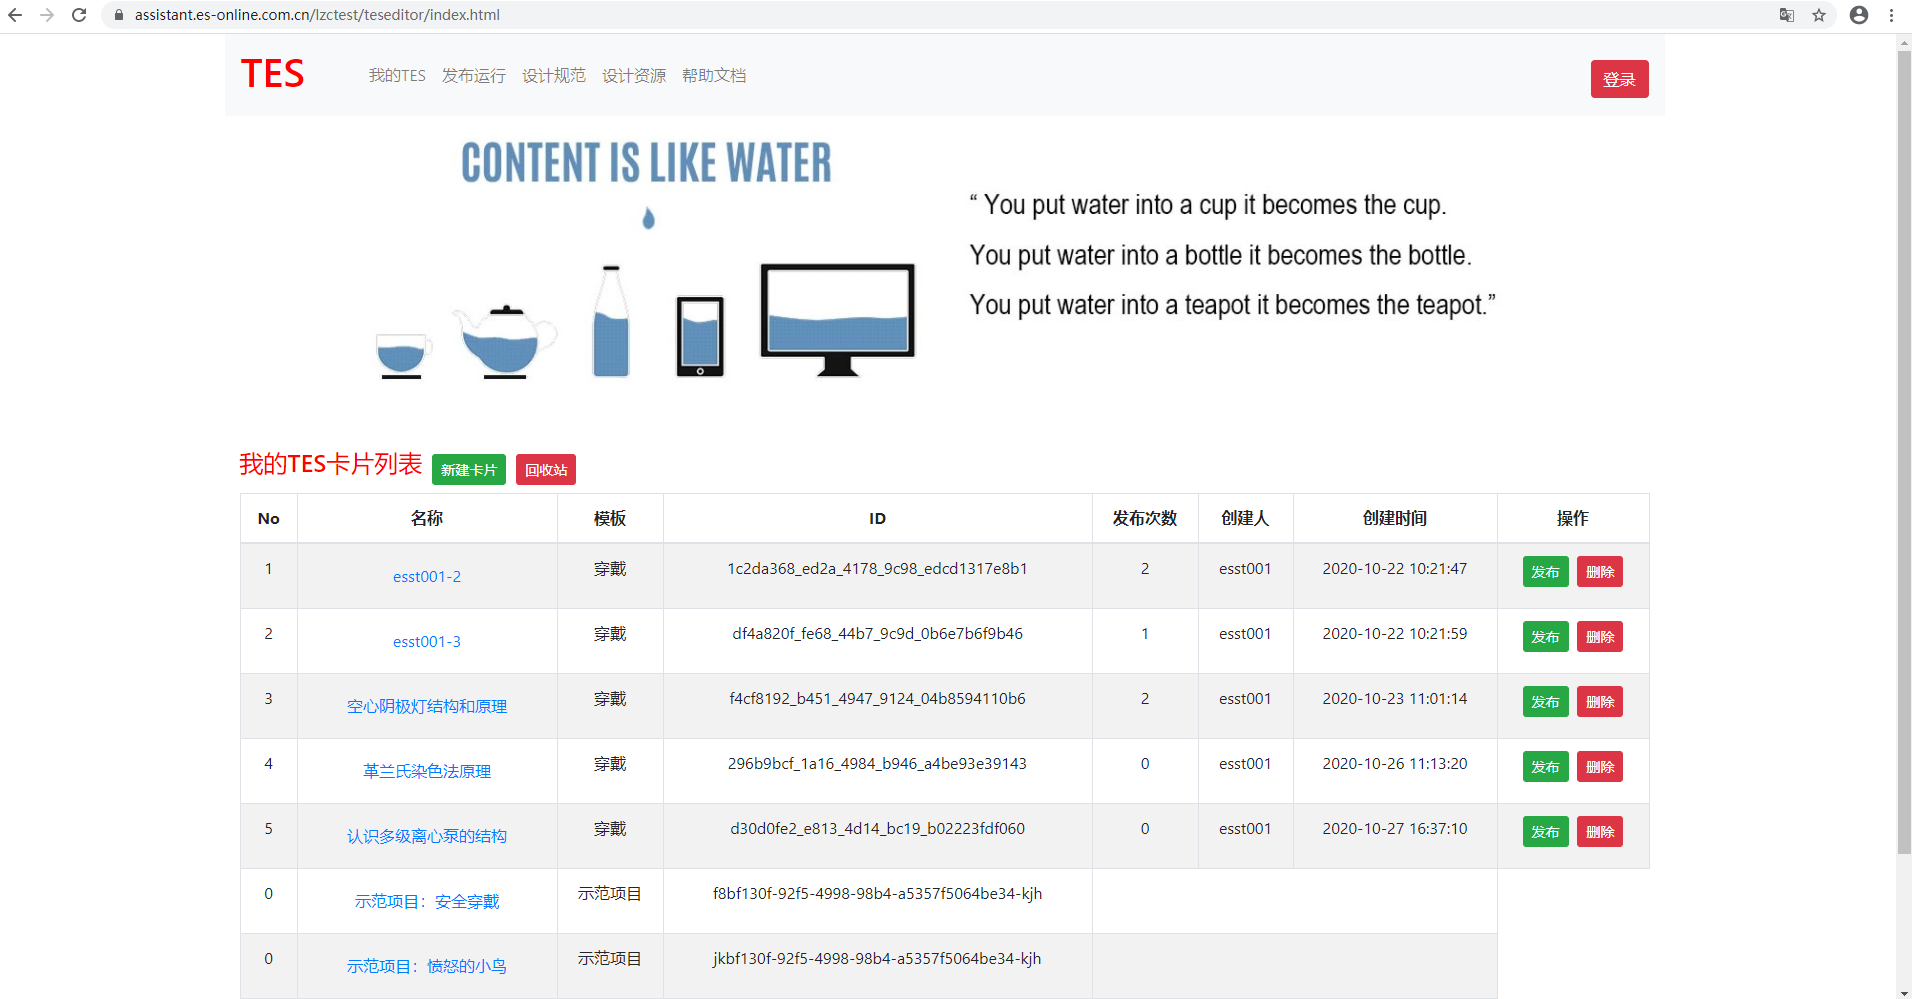 assistant.es-online.com.cn/lzctest/teseditor/index.html
TES 我的TES 发布运行 设计规范 设计资源 帮助文档 登录
CONTENT IS LIKE WATER
“ You put water into a cup it becomes the cup.
You put water into a bottle it becomes the bottle.
You put water into a teapot it becomes the teapot.”
我的TES卡片列表 新建卡片 回收站
No 名称 模板 ID 发布次数 创建人 创建时间 操作
1 esst001-2 穿戴 1c2da368_ed2a_4178_9c98_edcd1317e8b1 2 esst001 2020-10-22 10:21:47 发布 删除
2 esst001-3 穿戴 df4a820f_fe68_44b7_9c9d_0b6e7b6f9b46 1 esst001 2020-10-22 10:21:59 发布 删除
3 空心阴极灯结构和原理 穿戴 f4cf8192_b451_4947_9124_04b8594110b6 2 esst001 2020-10-23 11:01:14 发布 删除
4 革兰氏染色法原理 穿戴 296b9bcf_1a16_4984_b946_a4be93e39143 0 esst001 2020-10-26 11:13:20 发布 删除
5 认识多级离心泵的结构 穿戴 d30d0fe2_e813_4d14_bc19_b02223fdf060 0 esst001 2020-10-27 16:37:10 发布 删除
0 示范项目：安全穿戴 示范项目 f8bf130f-92f5-4998-98b4-a5357f5064be34-kjh
0 示范项目：愤怒的小鸟 示范项目 jkbf130f-92f5-4998-98b4-a5357f5064be34-kjh